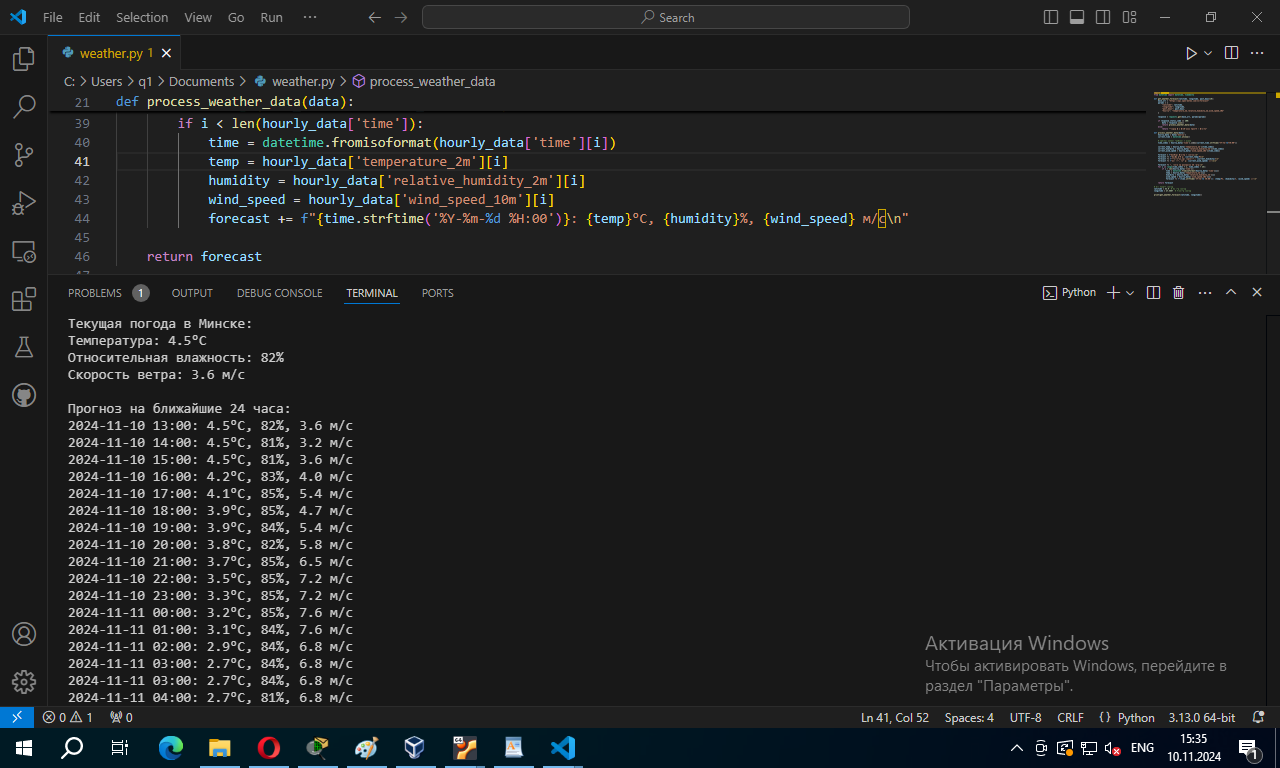 File Edit Selection View Go Run ··· Search
weather.py 1
C: > Users > q1 > Documents > weather.py > process_weather_data
21 def process_weather_data(data):
39 if i < len(hourly_data['time']):
40 time = datetime.fromisoformat(hourly_data['time'][i])
41 temp = hourly_data['temperature_2m'][i]
42 humidity = hourly_data['relative_humidity_2m'][i]
43 wind_speed = hourly_data['wind_speed_10m'][i]
44 forecast += f"{time.strftime('%Y-%m-%d %H:00')}: {temp}°C, {humidity}%, {wind_speed} м/с\n"
45
46 return forecast
PROBLEMS 1 OUTPUT DEBUG CONSOLE TERMINAL PORTS Python
Текущая погода в Минске:
Температура: 4.5°C
Относительная влажность: 82%
Скорость ветра: 3.6 м/с
Прогноз на ближайшие 24 часа:
2024-11-10 13:00: 4.5°C, 82%, 3.6 м/с
2024-11-10 14:00: 4.5°C, 81%, 3.2 м/с
2024-11-10 15:00: 4.5°C, 81%, 3.6 м/с
2024-11-10 16:00: 4.2°C, 83%, 4.0 м/с
2024-11-10 17:00: 4.1°C, 85%, 5.4 м/с
2024-11-10 18:00: 3.9°C, 85%, 4.7 м/с
2024-11-10 19:00: 3.9°C, 84%, 5.4 м/с
2024-11-10 20:00: 3.8°C, 82%, 5.8 м/с
2024-11-10 21:00: 3.7°C, 85%, 6.5 м/с
2024-11-10 22:00: 3.5°C, 85%, 7.2 м/с
2024-11-10 23:00: 3.3°C, 85%, 7.2 м/с
2024-11-11 00:00: 3.2°C, 85%, 7.6 м/с
2024-11-11 01:00: 3.1°C, 84%, 7.6 м/с
2024-11-11 02:00: 2.9°C, 84%, 6.8 м/с
2024-11-11 03:00: 2.7°C, 84%, 6.8 м/с
2024-11-11 03:00: 2.7°C, 84%, 6.8 м/с
2024-11-11 04:00: 2.7°C, 81%, 6.8 м/с
Активация Windows
Чтобы активировать Windows, перейдите в
раздел "Параметры".
0 1 0 Ln 41, Col 52 Spaces: 4 UTF-8 CRLF {} Python 3.13.0 64-bit
ENG 15:35
10.11.2024 1